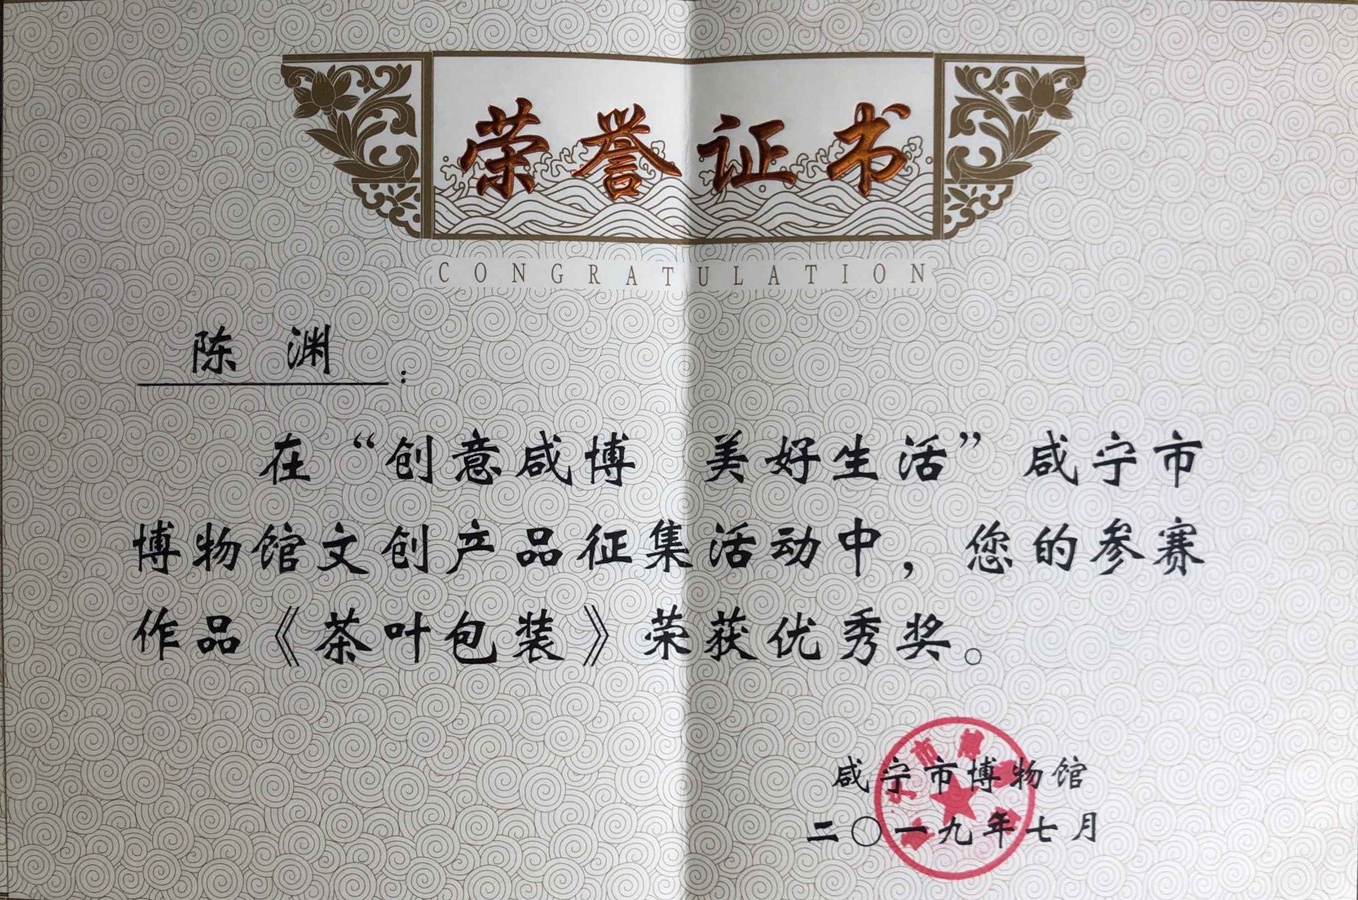 荣誉证书
CONGRATULATION
陈 渊：
在“创意咸博 美好生活”咸宁市
博物馆文创产品征集活动中，您的参赛
作品《茶叶包装》荣获优秀奖。
咸宁市博物馆
二〇一九年七月